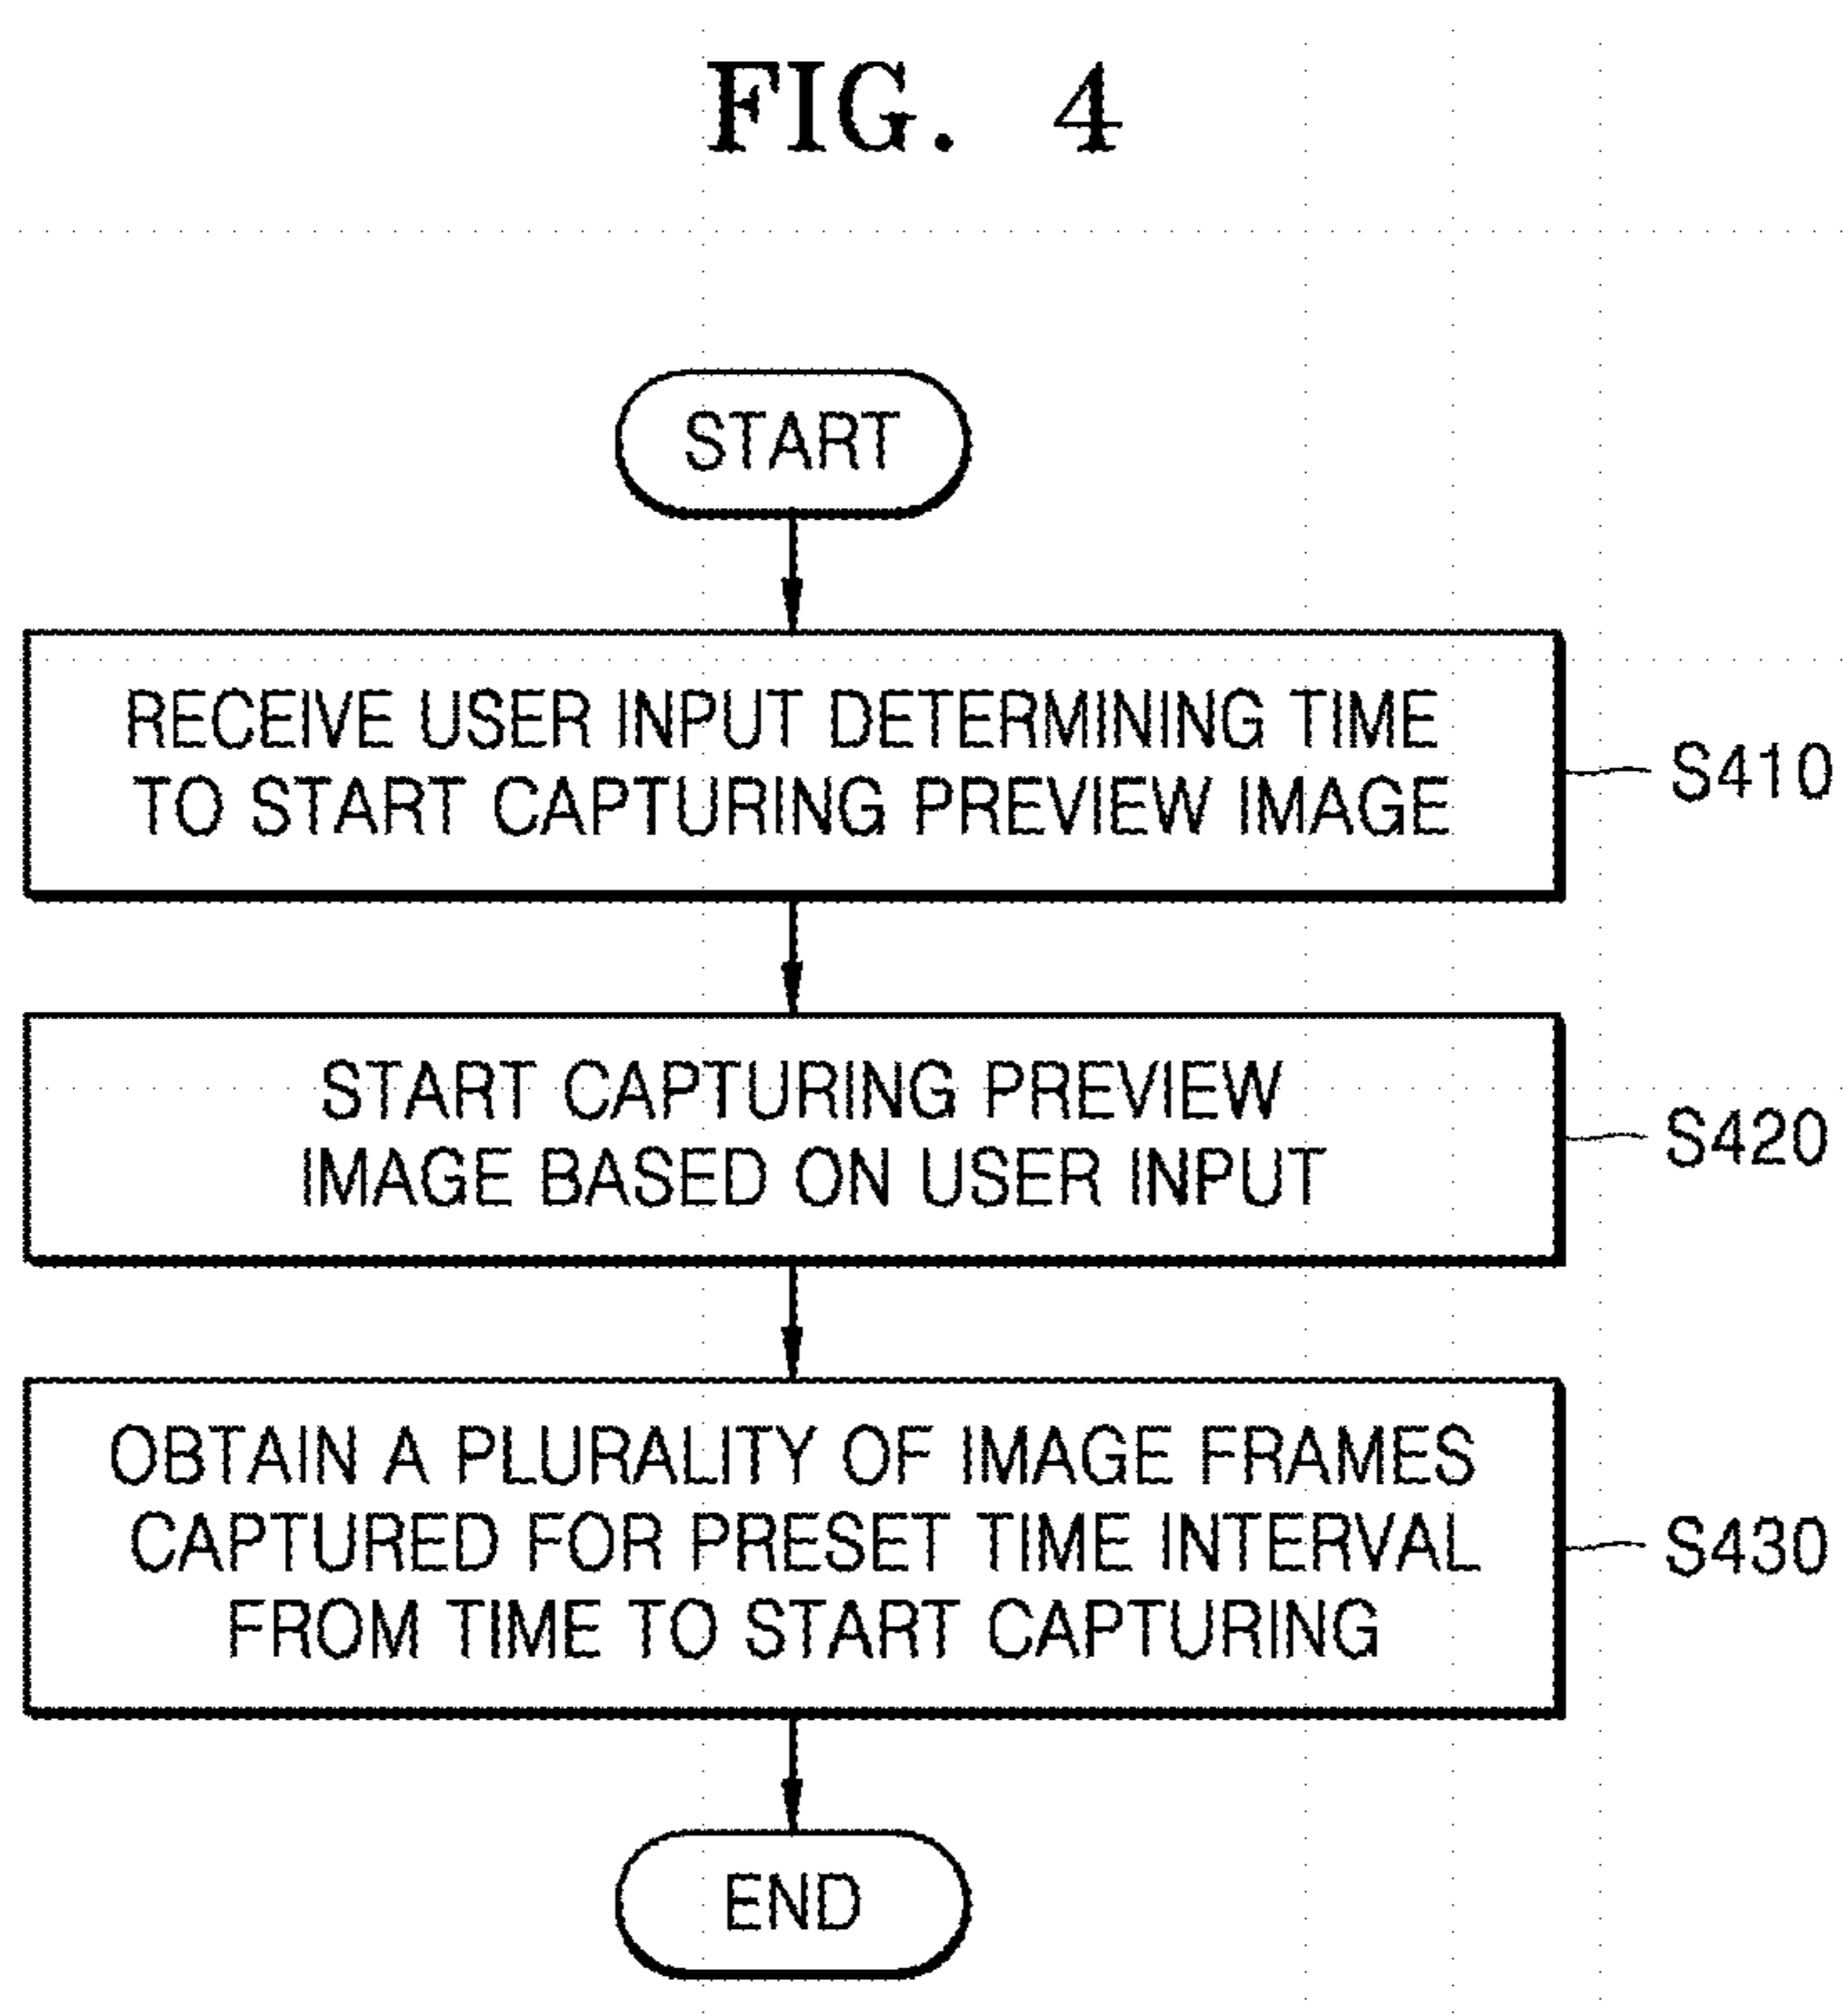 FIG. 4
START
RECEIVE USER INPUT DETERMINING TIME
TO START CAPTURING PREVIEW IMAGE
S410
START CAPTURING PREVIEW
IMAGE BASED ON USER INPUT
S420
OBTAIN A PLURALITY OF IMAGE FRAMES
CAPTURED FOR PRESET TIME INTERVAL
FROM TIME TO START CAPTURING
S430
END